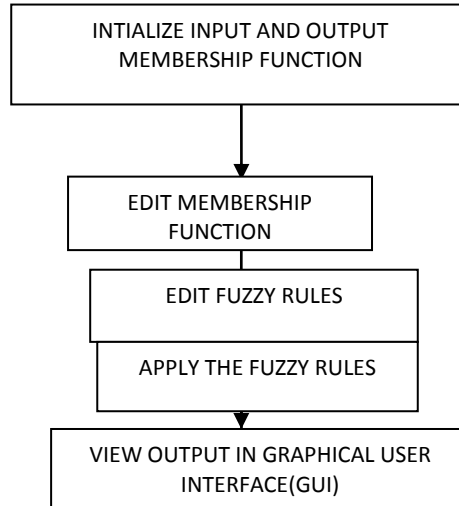 INTIALIZE INPUT AND OUTPUT
MEMBERSHIP FUNCTION
EDIT MEMBERSHIP
FUNCTION
EDIT FUZZY RULES
APPLY THE FUZZY RULES
VIEW OUTPUT IN GRAPHICAL USER
INTERFACE(GUI)